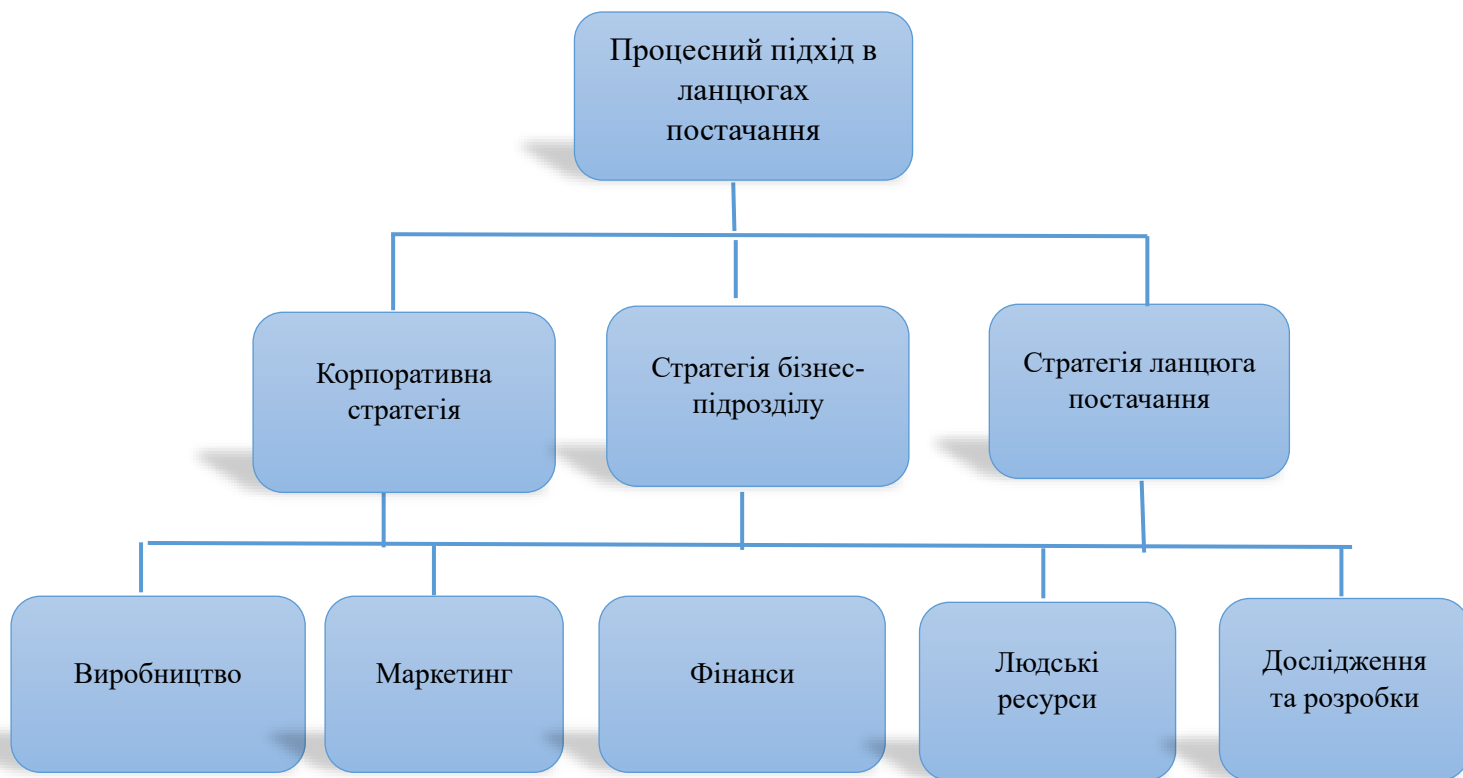 Процесний підхід в
ланцюгах
постачання
Корпоративна
стратегія
Стратегія бізнес-
підрозділу
Стратегія ланцюга
постачання
Виробництво
Маркетинг
Фінанси
Людські
ресурси
Дослідження
та розробки